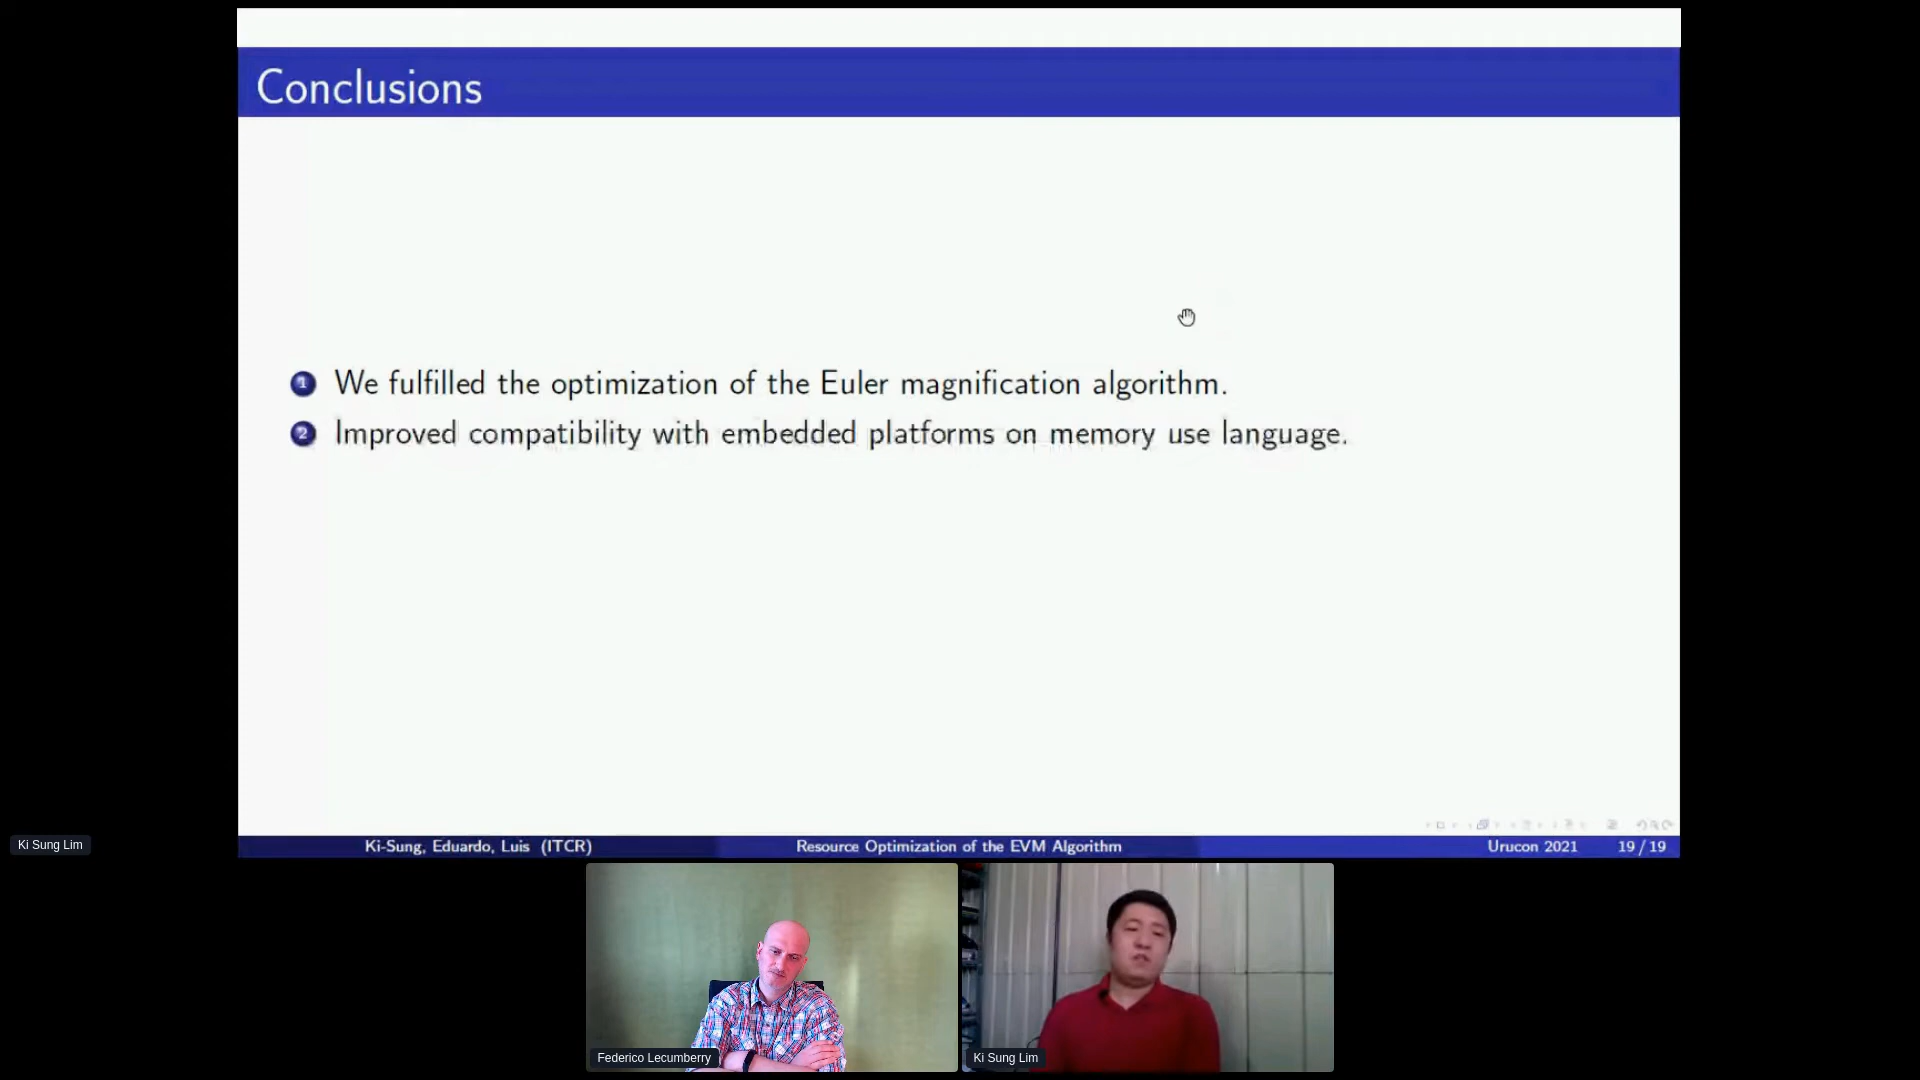 Conclusions
1 We fulfilled the optimization of the Euler magnification algorithm.
2 Improved compatibility with embedded platforms on memory use language.
Ki-Sung, Eduardo, Luis (ITCR) Resource Optimization of the EVM Algorithm Urucon 2021 19 / 19
Ki Sung Lim
Federico Lecumberry
Ki Sung Lim